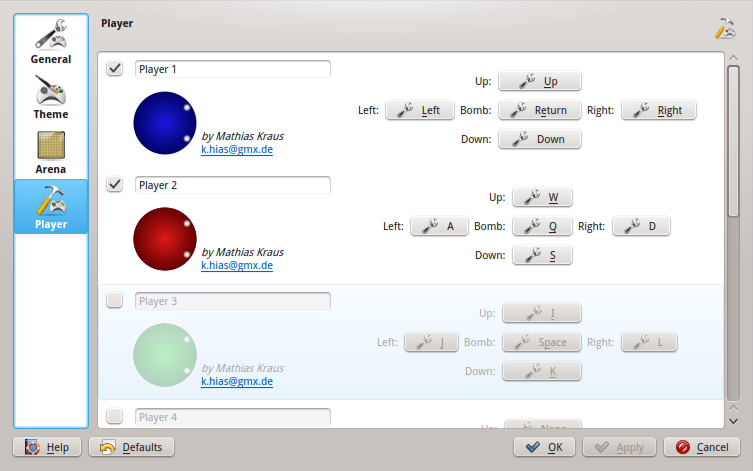 Player
General
Theme
Arena
Player
Player 1
by Mathias Kraus
k.hias@gmx.de
Up: Up
Left: Left Bomb: Return Right: Right
Down: Down
Player 2
by Mathias Kraus
k.hias@gmx.de
Up: W
Left: A Bomb: Q Right: D
Down: S
Player 3
by Mathias Kraus
k.hias@gmx.de
Up: I
Left: J Bomb: Space Right: L
Down: K
Player 4
Up: None
Help Defaults OK Apply Cancel